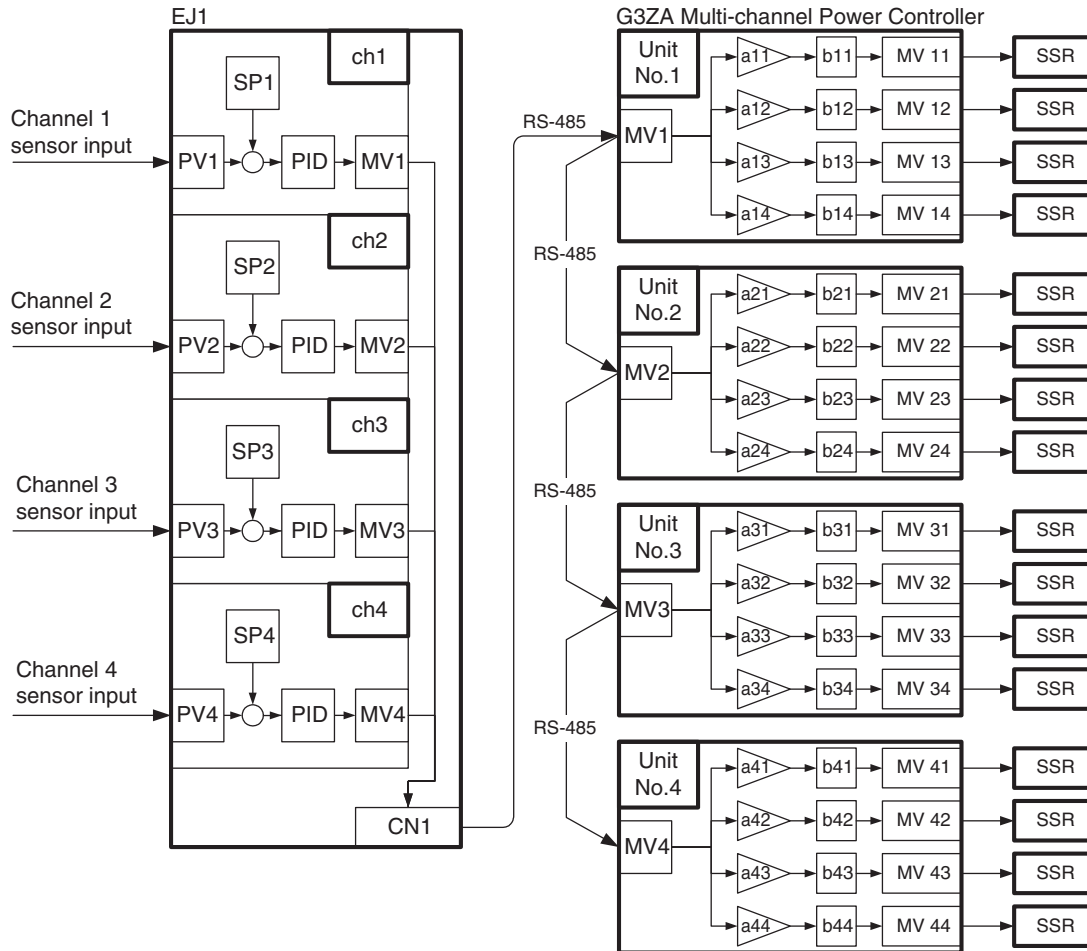 EJ1
ch1
SP1
Channel 1
sensor input
PV1
PID
MV1
ch2
SP2
Channel 2
sensor input
PV2
PID
MV2
ch3
SP3
Channel 3
sensor input
PV3
PID
MV3
ch4
SP4
Channel 4
sensor input
PV4
PID
MV4
CN1
RS-485
RS-485
RS-485
RS-485
G3ZA Multi-channel Power Controller
Unit
No.1
MV1
a11 b11 MV 11 SSR
a12 b12 MV 12 SSR
a13 b13 MV 13 SSR
a14 b14 MV 14 SSR
Unit
No.2
MV2
a21 b21 MV 21 SSR
a22 b22 MV 22 SSR
a23 b23 MV 23 SSR
a24 b24 MV 24 SSR
Unit
No.3
MV3
a31 b31 MV 31 SSR
a32 b32 MV 32 SSR
a33 b33 MV 33 SSR
a34 b34 MV 34 SSR
Unit
No.4
MV4
a41 b41 MV 41 SSR
a42 b42 MV 42 SSR
a43 b43 MV 43 SSR
a44 b44 MV 44 SSR